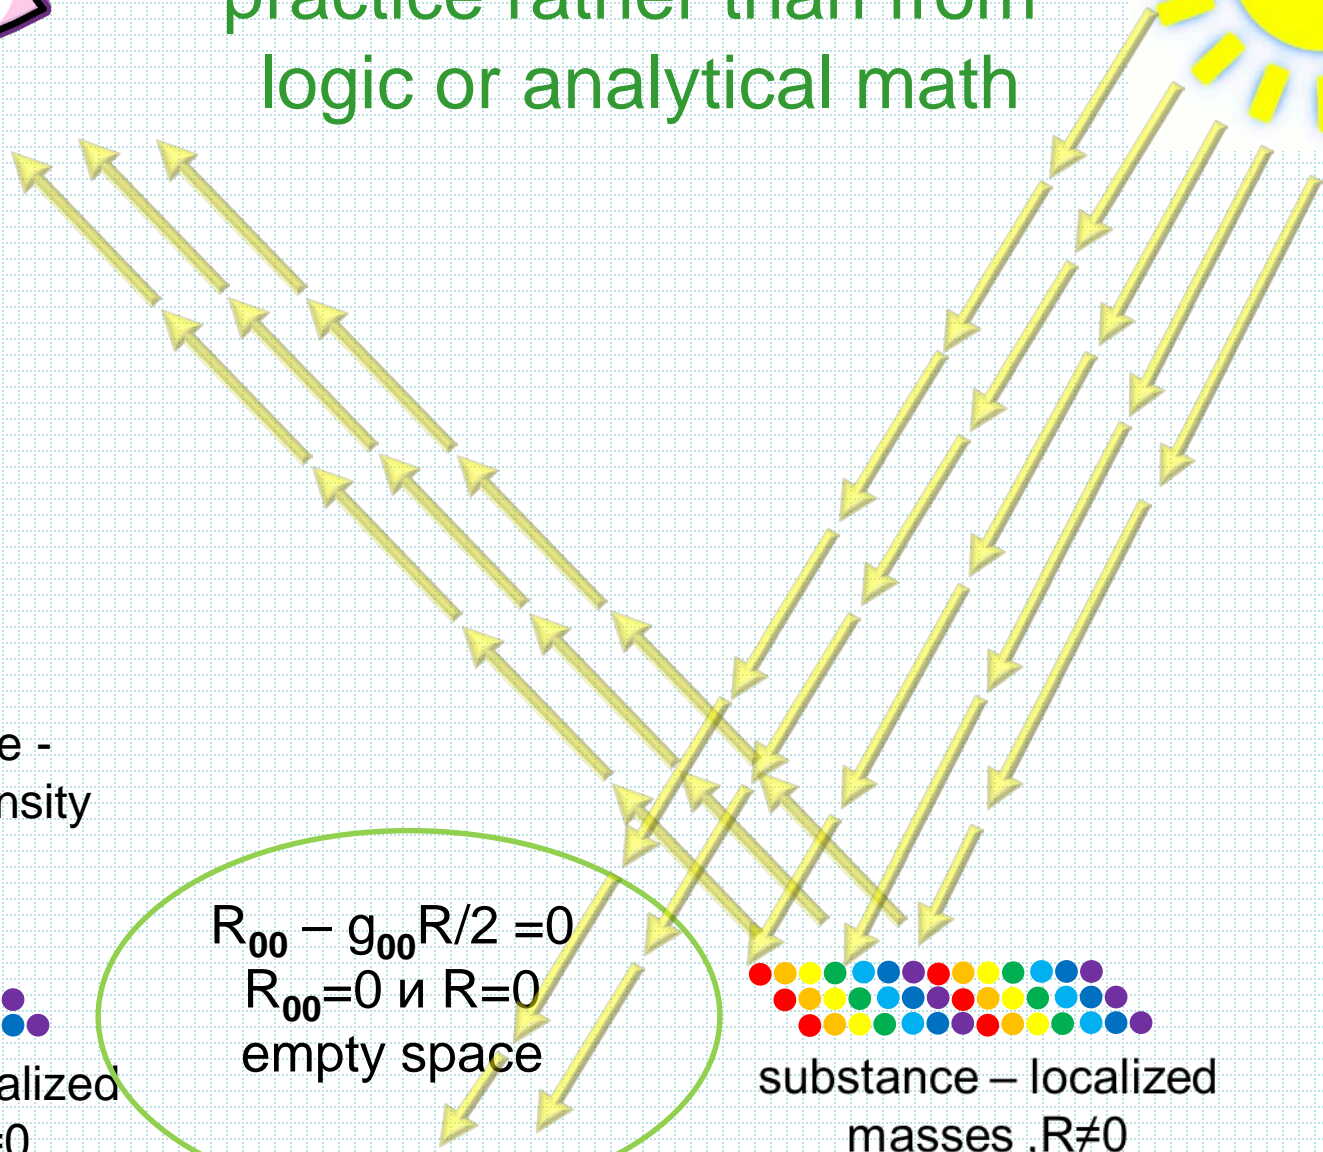 practice rather than from
logic or analytical math
e -
nsity
R₀₀ – g₀₀R/2 =0
R₀₀=0 и R=0
empty space
alized
=0
substance – localized
masses ,R≠0